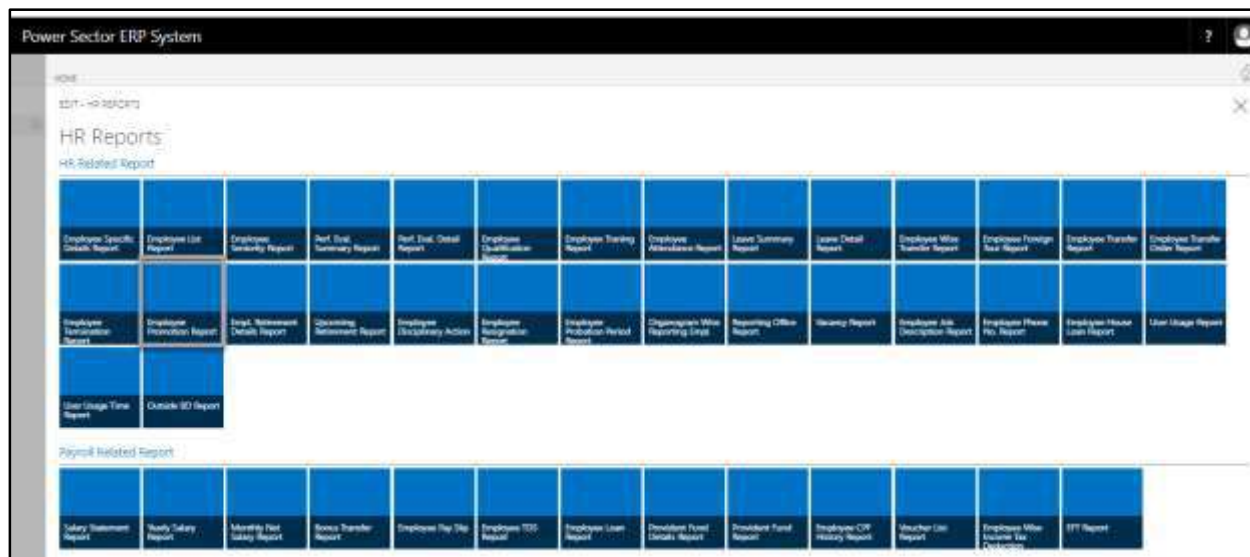 Power Sector ERP System
?
HOME
EDIT - HR REPORTS
HR Reports
HR Related Report
Employee Specific
Details Report
Employee List
Report
Employee
Seniority Report
Perf. Eval.
Summary Report
Perf. Eval. Detail
Report
Employee
Qualification
Report
Employee Training
Report
Employee
Attendance Report
Leave Summary
Report
Leave Detail
Report
Employee Wise
Transfer Report
Employee Foreign
Tour Report
Employee Transfer
Report
Employee Transfer
Order Report
Employee
Termination
Report
Employee
Promotion Report
Empl. Retirement
Details Report
Upcoming
Retirement Report
Employee
Disciplinary Action
Employee
Resignation
Report
Employee
Probation Period
Report
Organogram Wise
Reporting Empl
Reporting Office
Report
Vacancy Report
Employee Job
Description Report
Employee Phone
No. Report
Employee House
Loan Report
User Usage Report
User Usage Time
Report
Outside BD Report
Payroll Related Report
Salary Statement
Report
Yearly Salary
Report
Monthly Net
Salary Report
Bonus Transfer
Report
Employee Pay Slip
Employee TDS
Report
Employee Loan
Report
Provident Fund
Details Report
Provident Fund
Report
Employee CPF
History Report
Voucher List
Report
Employee Wise
Income Tax
Deduction
EFT Report